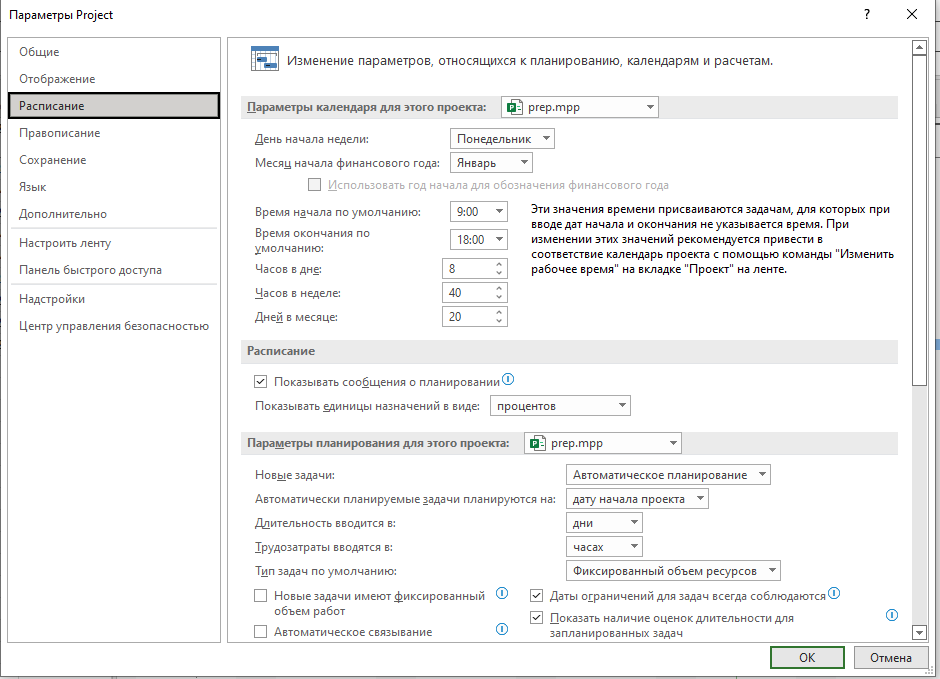 Параметры Project
?
Общие
Отображение
Расписание
Правописание
Сохранение
Язык
Дополнительно
Настроить ленту
Панель быстрого доступа
Надстройки
Центр управления безопасностью
Изменение параметров, относящихся к планированию, календарям и расчетам.
Параметры календаря для этого проекта: prep.mpp
День начала недели: Понедельник
Месяц начала финансового года: Январь
Использовать год начала для обозначения финансового года
Время начала по умолчанию: 9:00
Время окончания по
умолчанию: 18:00
Часов в дне: 8
Часов в неделе: 40
Дней в месяце: 20
Эти значения времени присваиваются задачам, для которых при
вводе дат начала и окончания не указывается время. При
изменении этих значений рекомендуется привести в
соответствие календарь проекта с помощью команды "Изменить
рабочее время" на вкладке "Проект" на ленте.
Расписание
Показывать сообщения о планировании
Показывать единицы назначений в виде: процентов
Параметры планирования для этого проекта: prep.mpp
Новые задачи: Автоматическое планирование
Автоматически планируемые задачи планируются на: дату начала проекта
Длительность вводится в: дни
Трудозатраты вводятся в: часах
Тип задач по умолчанию: Фиксированный объем ресурсов
Новые задачи имеют фиксированный
объем работ
Автоматическое связывание
Даты ограничений для задач всегда соблюдаются
Показать наличие оценок длительности для
запланированных задач
ОК
Отмена